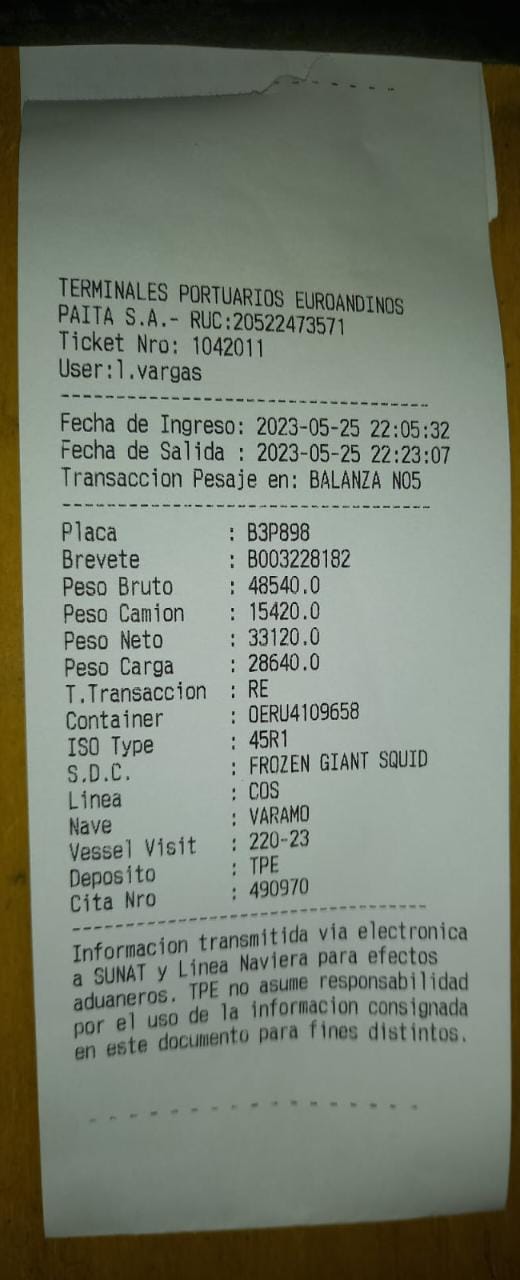 TERMINALES PORTUARIOS EUROANDINOS
PAITA S.A.- RUC:20522473571
Ticket Nro: 1042011
User:l.vargas
Fecha de Ingreso: 2023-05-25 22:05:32
Fecha de Salida : 2023-05-25 22:23:07
Transaccion Pesaje en: BALANZA NO5
Placa : B3P898
Brevete : B003228182
Peso Bruto : 48540.0
Peso Camion : 15420.0
Peso Neto : 33120.0
Peso Carga : 28640.0
T.Transaccion : RE
Container : OERU4109658
ISO Type : 45R1
S.D.C. : FROZEN GIANT SQUID
Linea : COS
Nave : VARAMO
Vessel Visit : 220-23
Deposito : TPE
Cita Nro : 490970
Informacion transmitida via electronica
a SUNAT y Linea Naviera para efectos
aduaneros. TPE no asume responsabilidad
por el uso de la informacion consignada
en este documento para fines distintos.